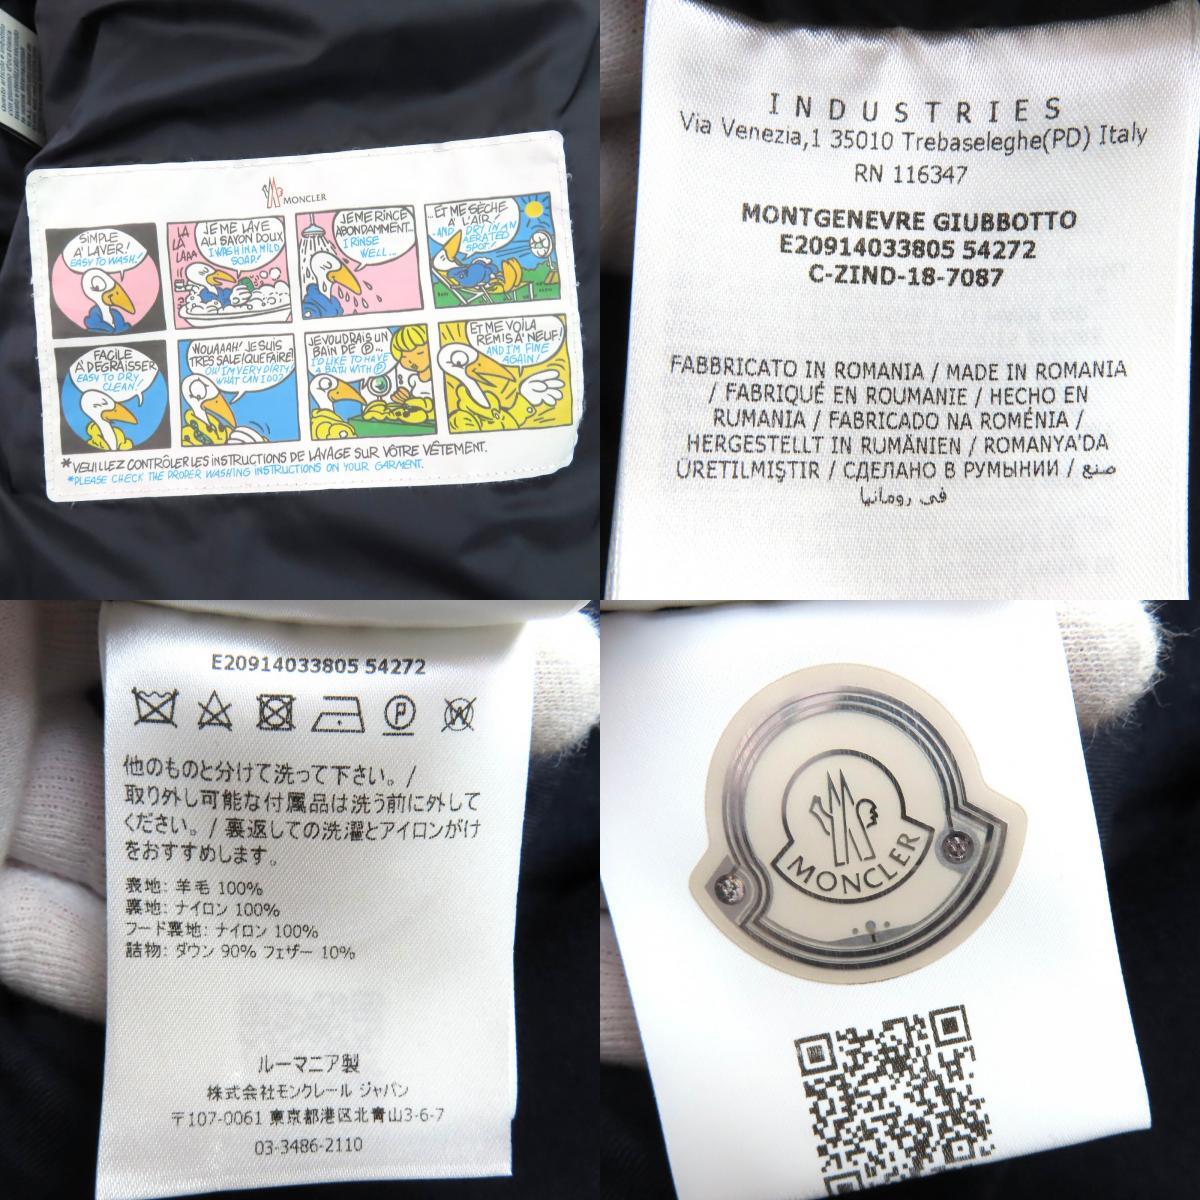 MONCLER
SIMPLE
A' LAVER!
EASY TO WASH!
LA
LA
LAAA
JE ME LAVE
AU SAVON DOUX
I WASH IN A MILD
SOAP!
JE ME RINCE
ABONDAMMENT...
I RINSE
WELL...
...ET ME SÈCHE
A' L'AIR!
...AND I DRY IN AN
AERATED
SPOT!
FACILE
A' DEGRAISSER
EASY TO DRY
CLEAN!
WOUAAAH! JE SUIS
TRES SALE! QUE FAIRE!
OH! I'M VERY DIRTY!
WHAT CAN I DO?
JE VOUDRAIS UN
BAIN DE Ⓟ...
I'D LIKE TO HAVE
A BATH WITH Ⓟ
ET ME VOILA
REMIS A' NEUF!
AND I'M FINE
AGAIN!
*VEUILLEZ CONTRÔLER LES INSTRUCTIONS DE LAVAGE SUR VÔTRE VÊTEMENT.
*PLEASE CHECK THE PROPER WASHING INSTRUCTIONS ON YOUR GARMENT.
INDUSTRIES
Via Venezia,1 35010 Trebaseleghe(PD) Italy
RN 116347
MONTGENEVRE GIUBBOTTO
E20914033805 54272
C-ZIND-18-7087
FABBRICATO IN ROMANIA / MADE IN ROMANIA
/ FABRIQUÉ EN ROUMANIE / HECHO EN
RUMANIA / FABRICADO NA ROMÉNIA /
HERGESTELLT IN RUMÄNIEN / ROMANYA'DA
ÜRETILMIŞTIR / СДЕЛАНО В РУМЫНИИ / صنع
في رومانيا
E20914033805 54272
他のものと分けて洗って下さい。/
取り外し可能な付属品は洗う前に外して
ください。/ 裏返しての洗濯とアイロンがけ
をおすすめします。
表地: 羊毛 100%
裏地: ナイロン 100%
フード裏地: ナイロン 100%
詰物: ダウン 90% フェザー 10%
ルーマニア製
株式会社モンクレール ジャパン
〒107-0061 東京都港区北青山3-6-7
03-3486-2110
MONCLER